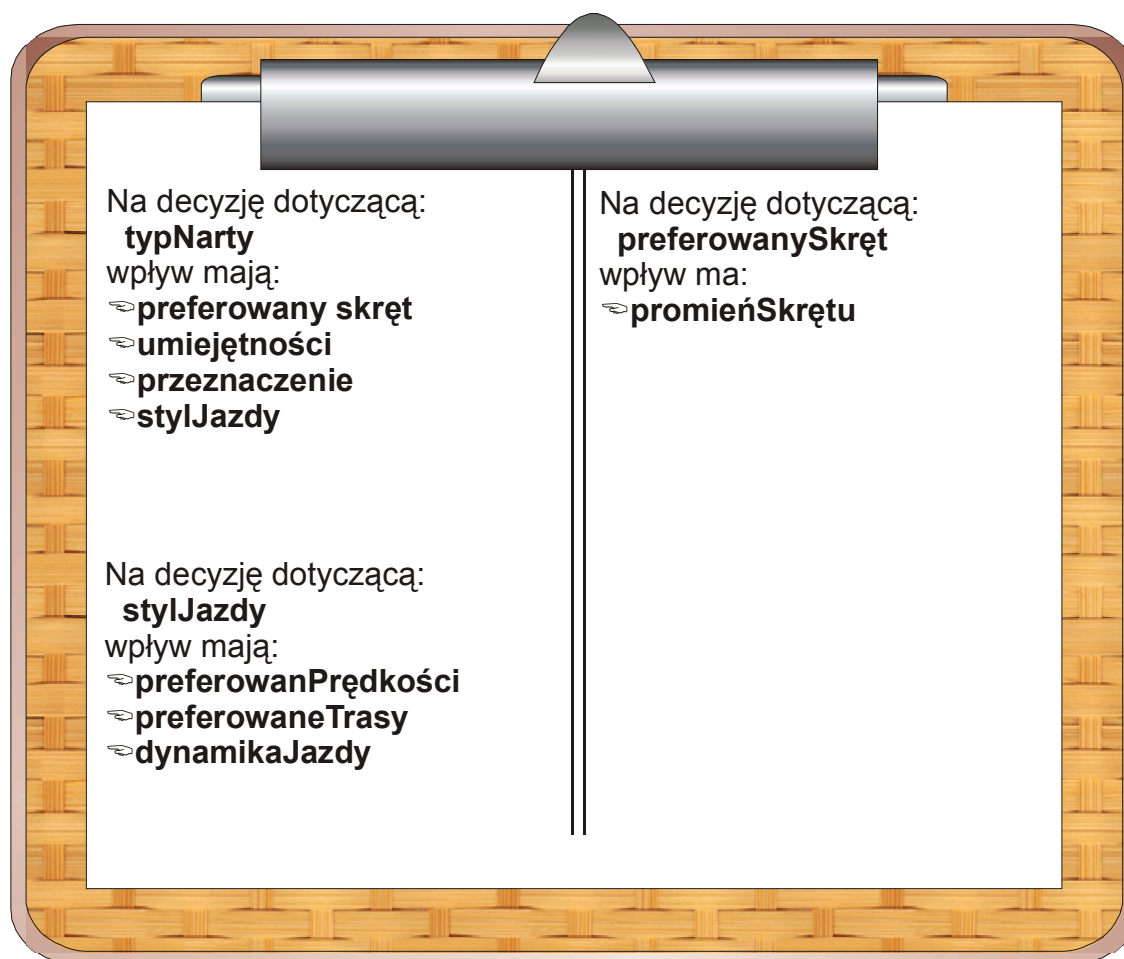 Na decyzję dotyczącą:
typNarty
wpływ mają:
☜preferowany skręt
☜umiejętności
☜przeznaczenie
☜stylJazdy
Na decyzję dotyczącą:
stylJazdy
wpływ mają:
☜preferowanPrędkości
☜preferowaneTrasy
☜dynamikaJazdy
Na decyzję dotyczącą:
preferowanySkręt
wpływ ma:
☜promieńSkrętu